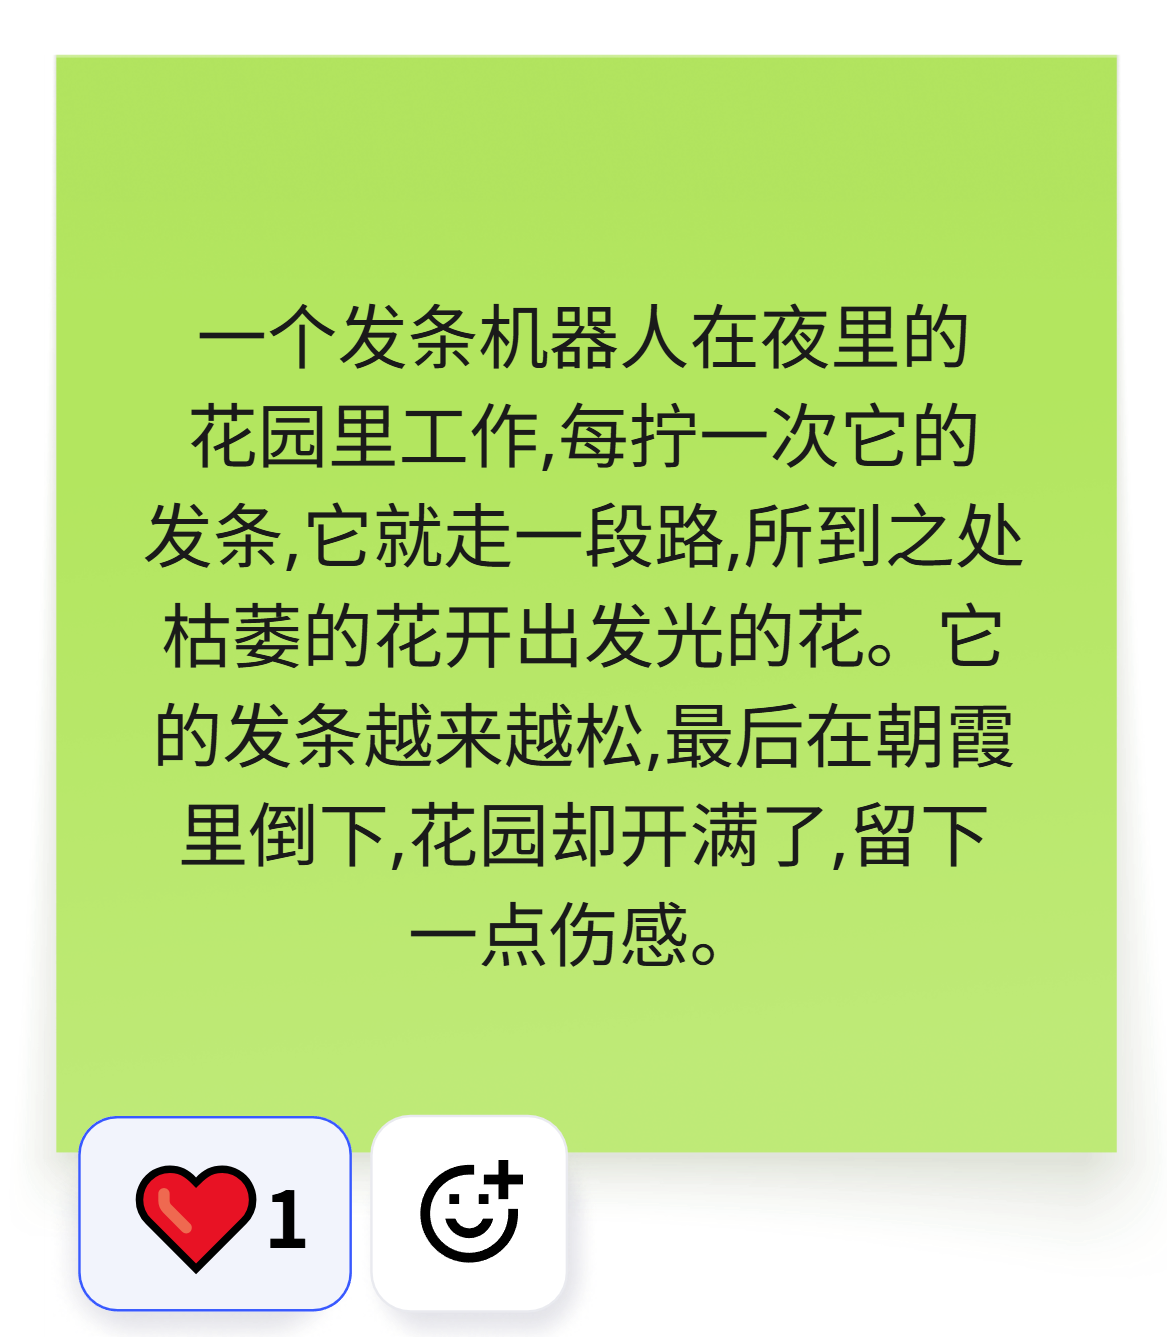 一个发条机器人在夜里的
花园里工作,每拧一次它的
发条,它就走一段路,所到之处
枯萎的花开出发光的花。它
的发条越来越松,最后在朝霞
里倒下,花园却开满了,留下
一点伤感。
1